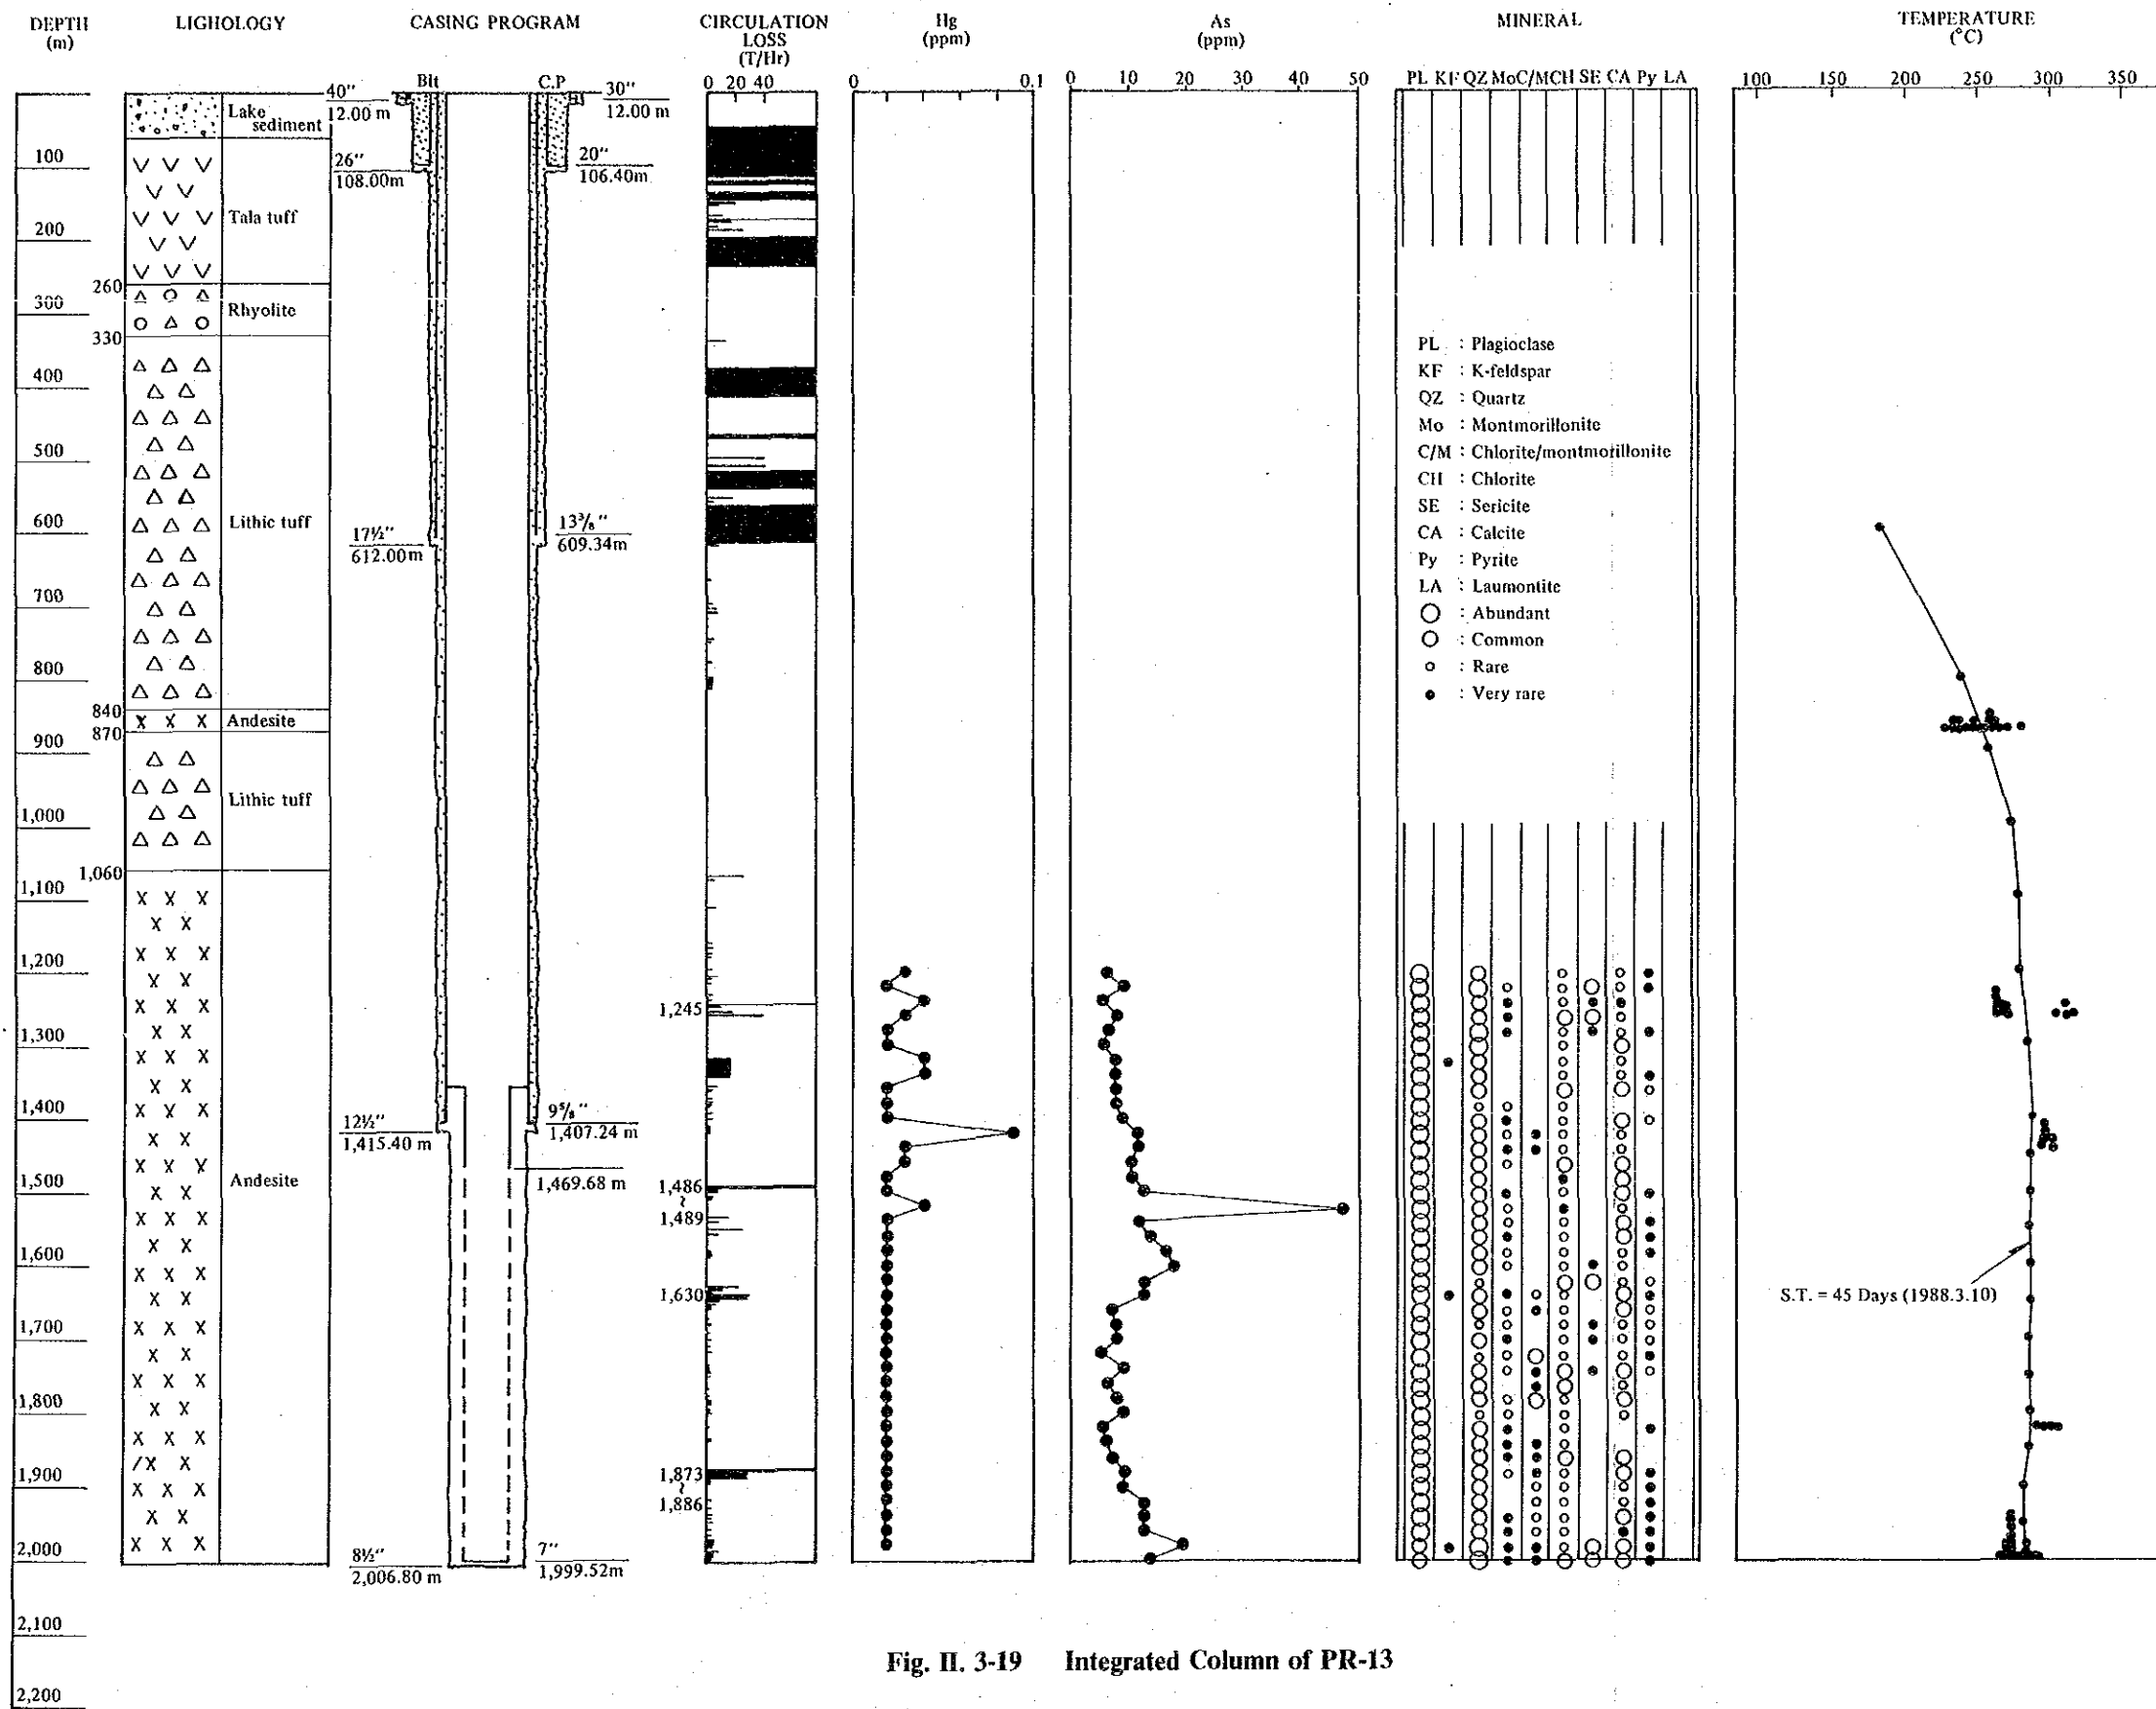 DEPTH (m)
LIGHOLOGY
CASING PROGRAM
CIRCULATION LOSS (T/Hr)
Hg (ppm)
As (ppm)
MINERAL
TEMPERATURE (°C)
Blt
C.P
0 20 40
0 0.1
0 10 20 30 40 50
PL KF QZ Mo C/M CH SE CA Py LA
100 150 200 250 300 350
100
200
260
300
330
400
500
600
700
800
840
870
900
1,000
1,060
1,100
1,200
1,300
1,400
1,500
1,600
1,700
1,800
1,900
2,000
2,100
2,200
Lake sediment
Tala tuff
Rhyolite
Lithic tuff
Andesite
Lithic tuff
Andesite
40"
12.00 m
30"
12.00 m
26"
108.00m
20"
106.40m
17½"
612.00m
13⅜"
609.34m
12½"
1,415.40 m
9⅝"
1,407.24 m
1,469.68 m
8½"
2,006.80 m
7"
1,999.52m
1,245
1,486
~
1,489
1,630
1,873
~
1,886
PL : Plagioclase
KF : K-feldspar
QZ : Quartz
Mo : Montmorillonite
C/M : Chlorite/montmorillonite
CH : Chlorite
SE : Sericite
CA : Calcite
Py : Pyrite
LA : Laumontite
: Abundant
: Common
: Rare
: Very rare
S.T. = 45 Days (1988.3.10)
Fig. II. 3-19 Integrated Column of PR-13